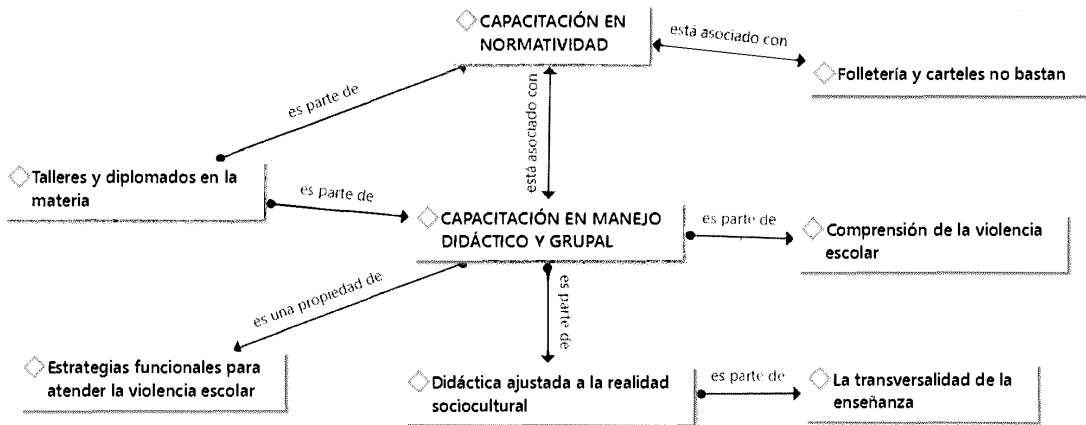 CAPACITACIÓN EN
NORMATIVIDAD
está asociado con
Folletería y carteles no bastan
es parte de
está asociado con
Talleres y diplomados en la
materia
es parte de
CAPACITACIÓN EN MANEJO
DIDÁCTICO Y GRUPAL
es parte de
Comprensión de la violencia
escolar
es una propiedad de
es parte de
Estrategias funcionales para
atender la violencia escolar
Didáctica ajustada a la realidad
sociocultural
es parte de
La transversalidad de la
enseñanza